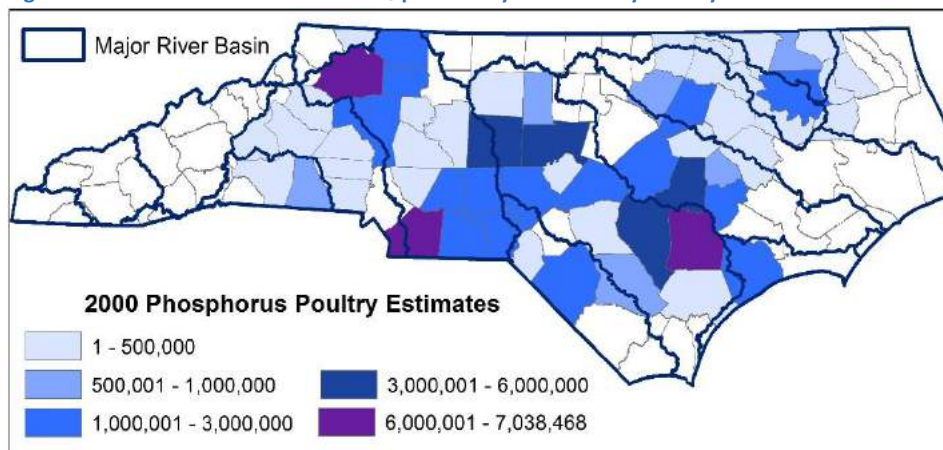 Major River Basin
2000 Phosphorus Poultry Estimates
1 - 500,000
500,001 - 1,000,000
1,000,001 - 3,000,000
3,000,001 - 6,000,000
6,000,001 - 7,038,468